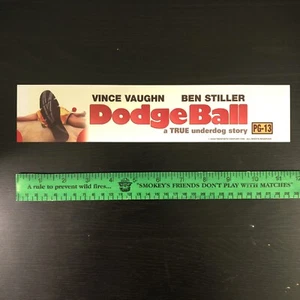 VINCE VAUGHN BEN STILLER
DodgeBall
a TRUE underdog story
PG-13
A rule to prevent wild fires...
"SMOKEY'S FRIENDS DON'T PLAY WITH MATCHES"